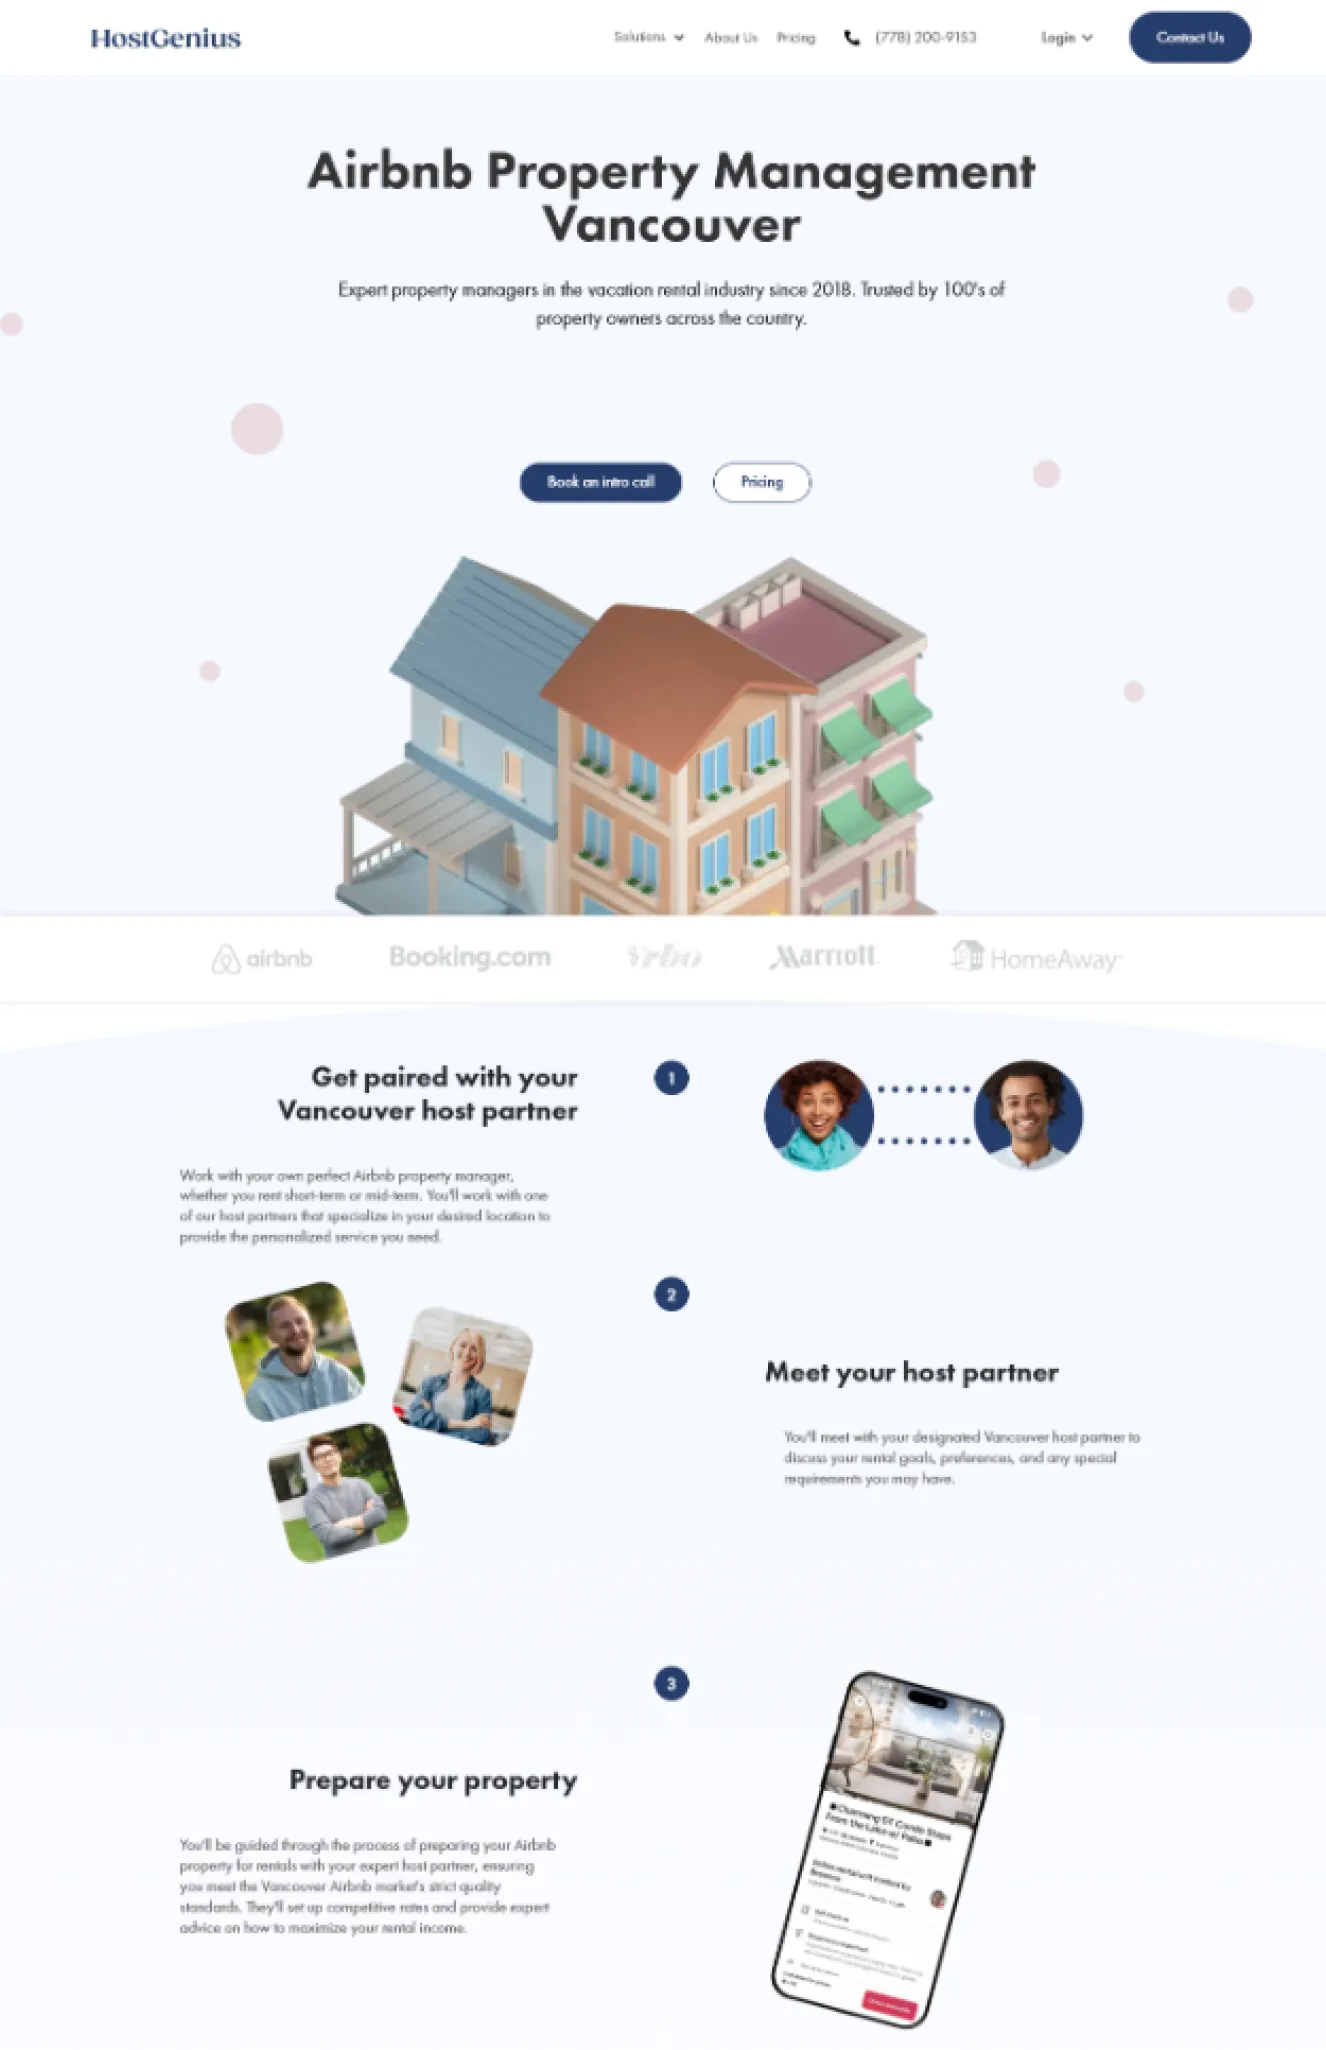 HostGenius
Solutions
About Us
Pricing
(778) 200-9153
Login
Contact Us
Airbnb Property Management
Vancouver
Expert property managers in the vacation rental industry since 2018. Trusted by 100's of
property owners across the country.
Book an intro call
Pricing
airbnb
Booking.com
Vrbo
Marriott
HomeAway
Get paired with your
Vancouver host partner
1
Work with your own perfect Airbnb property manager,
whether you rent short-term or mid-term. You'll work with one
of our host partners that specialize in your desired location to
provide the personalized service you need.
2
Meet your host partner
You'll meet with your designated Vancouver host partner to
discuss your rental goals, preferences, and any special
requirements you may have.
3
Prepare your property
You'll be guided through the process of preparing your Airbnb
property for rentals with your expert host partner, ensuring
you meet the Vancouver Airbnb market's strict quality
standards. They'll set up competitive rates and provide expert
advice on how to maximize your rental income.
Charming DT Condo Steps
From the Lake w/ Patio